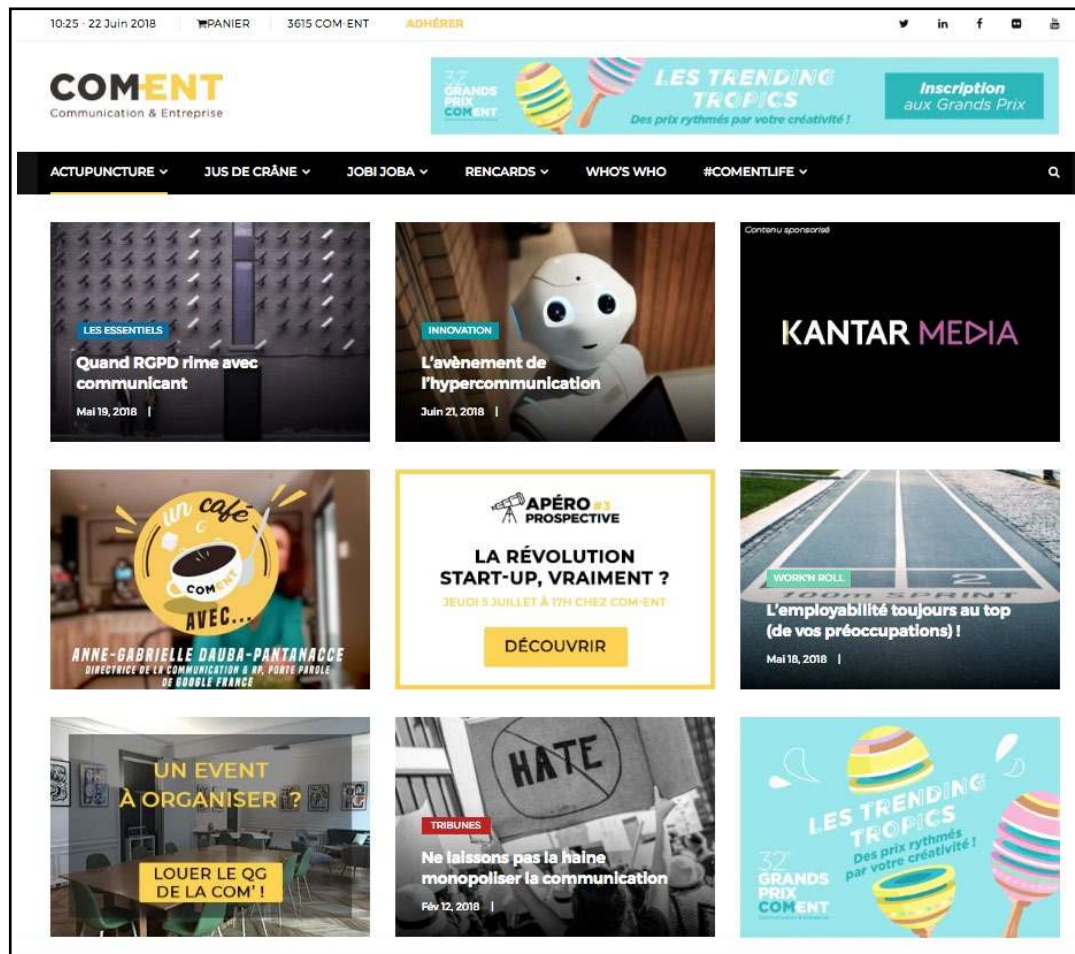 10:25 - 22 Juin 2018 PANIER 3615 COM-ENT ADHÉRER
COM-ENT
Communication & Entreprise
32e
GRANDS
PRIX
COMENT
LES TRENDING
TROPICS
Des prix rythmés par votre créativité !
Inscription
aux Grands Prix
ACTUPUNCTURE JUS DE CRÂNE JOBI JOBA RENCARDS WHO'S WHO #COMENTLIFE
LES ESSENTIELS
Quand RGPD rime avec
communicant
Mai 19, 2018 |
INNOVATION
L'avènement de
l'hypercommunication
Juin 21, 2018 |
Contenu sponsorisé
KANTAR MEDIA
un café
COMENT
AVEC...
ANNE-GABRIELLE DAUBA-PANTANACCE
DIRECTRICE DE LA COMMUNICATION & RP, PORTE PAROLE
DE GOOGLE FRANCE
APÉRO #3
PROSPECTIVE
LA RÉVOLUTION
START-UP, VRAIMENT ?
JEUDI 5 JUILLET À 17H CHEZ COM-ENT
DÉCOUVRIR
2
100m SPRINT
WORK'N ROLL
L'employabilité toujours au top
(de vos préoccupations) !
Mai 18, 2018 |
UN EVENT
À ORGANISER ?
LOUER LE QG
DE LA COM' !
HATE
TRIBUNES
Ne laissons pas la haine
monopoliser la communication
Fév 12, 2018 |
LES TRENDING
TROPICS
Des prix rythmés
par votre créativité !
32e
GRANDS
PRIX
COMENT
Communication & Entreprise